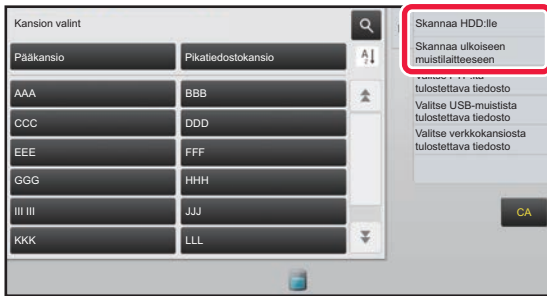 Kansion valint
Pääkansio
Pikatiedostokansio
AAA
BBB
CCC
DDD
EEE
FFF
GGG
HHH
III III
JJJ
KKK
LLL
Skannaa HDD:lle
Skannaa ulkoiseen
muistilaitteeseen
tulostettava tiedosto
Valitse USB-muistista
tulostettava tiedosto
Valitse verkkokansiosta
tulostettava tiedosto
CA